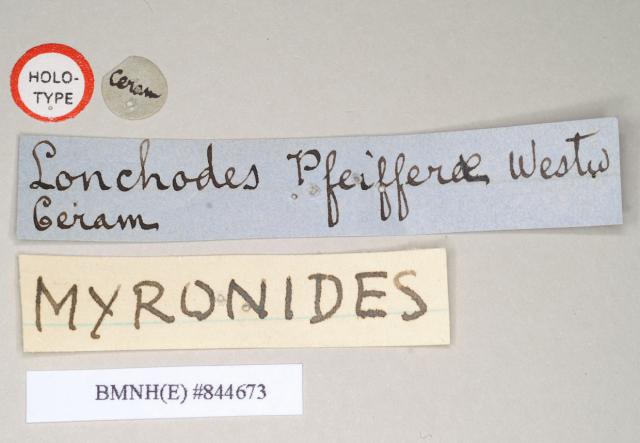 HOLO-
TYPE
Ceram
Lonchodes Pfeifferæ Westw
Ceram
MYRONIDES
BMNH(E) #844673